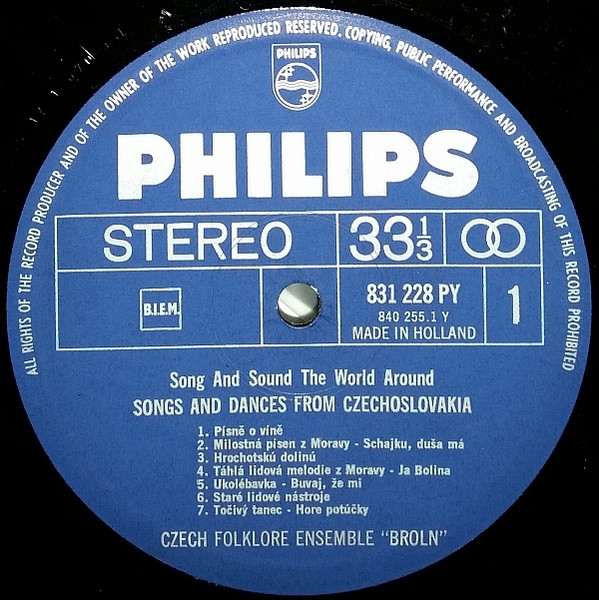 ALL RIGHTS OF THE RECORD PRODUCER AND OF THE OWNER OF THE WORK REPRODUCED RESERVED. COPYING, PUBLIC PERFORMANCE AND BROADCASTING OF THIS RECORD PROHIBITED
PHILIPS
PHILIPS
STEREO 33 1/3
B.I.E.M. 831 228 PY 1
840 255.1 Y
MADE IN HOLLAND
Song And Sound The World Around
SONGS AND DANCES FROM CZECHOSLOVAKIA
1. Písně o víně
2. Milostná písen z Moravy - Schajku, duša má
3. Hrochotskú dolinú
4. Táhlá lidová melodie z Moravy - Ja Bolina
5. Ukolébavka - Buvaj, že mi
6. Staré lidové nástroje
7. Točivý tanec - Hore potúčky
CZECH FOLKLORE ENSEMBLE "BROLN"